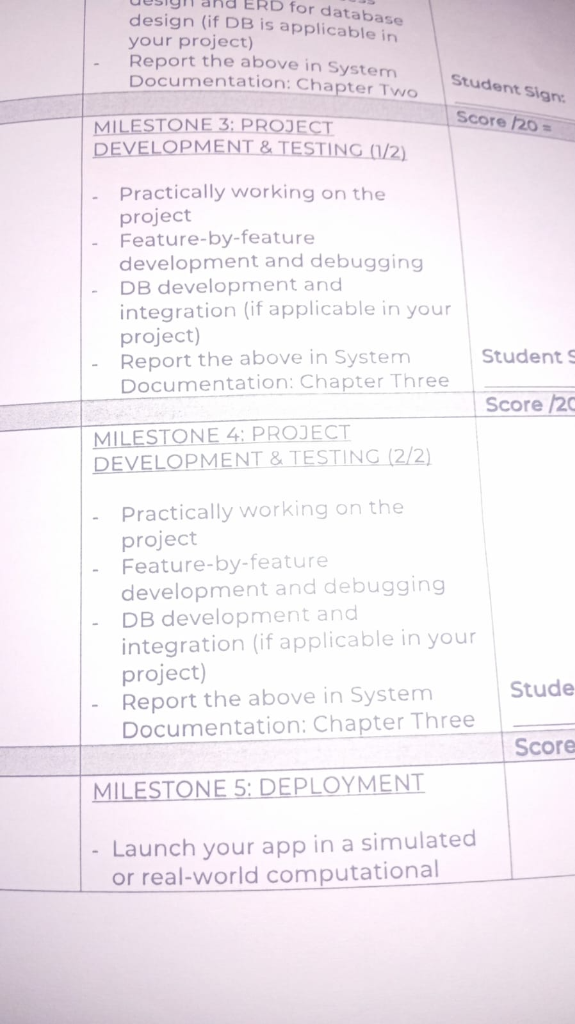 design and ERD for database
design (if DB is applicable in
your project)
- Report the above in System
Documentation: Chapter Two
Student Sign:
Score /20 =
MILESTONE 3: PROJECT
DEVELOPMENT & TESTING (1/2)
- Practically working on the
project
- Feature-by-feature
development and debugging
- DB development and
integration (if applicable in your
project)
- Report the above in System
Documentation: Chapter Three
Student S
Score /20
MILESTONE 4: PROJECT
DEVELOPMENT & TESTING (2/2)
- Practically working on the
project
- Feature-by-feature
development and debugging
- DB development and
integration (if applicable in your
project)
- Report the above in System
Documentation: Chapter Three
Stude
Score
MILESTONE 5: DEPLOYMENT
- Launch your app in a simulated
or real-world computational